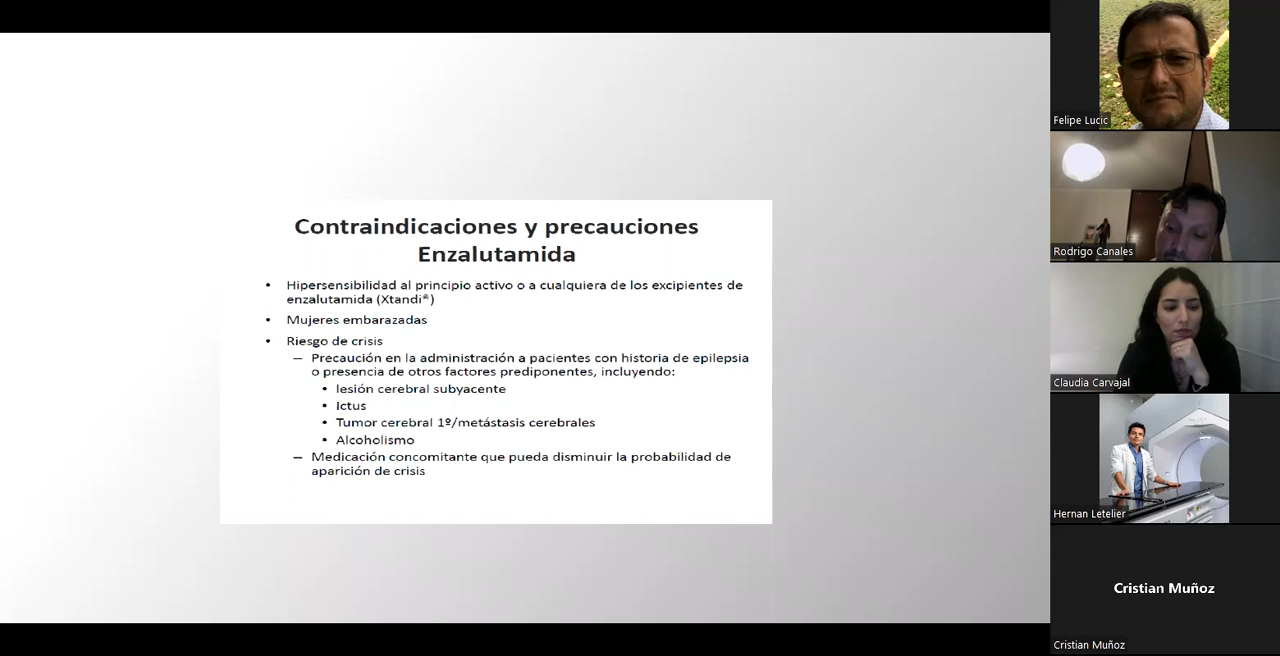 Contraindicaciones y precauciones
Enzalutamida
• Hipersensibilidad al principio activo o a cualquiera de los excipientes de
enzalutamida (Xtandi®)
• Mujeres embarazadas
• Riesgo de crisis
– Precaución en la administración a pacientes con historia de epilepsia
o presencia de otros factores prediponentes, incluyendo:
• lesión cerebral subyacente
• Ictus
• Tumor cerebral 1º/metástasis cerebrales
• Alcoholismo
– Medicación concomitante que pueda disminuir la probabilidad de
aparición de crisis
Felipe Lucic
Rodrigo Canales
Claudia Carvajal
Hernan Letelier
Cristian Muñoz
Cristian Muñoz